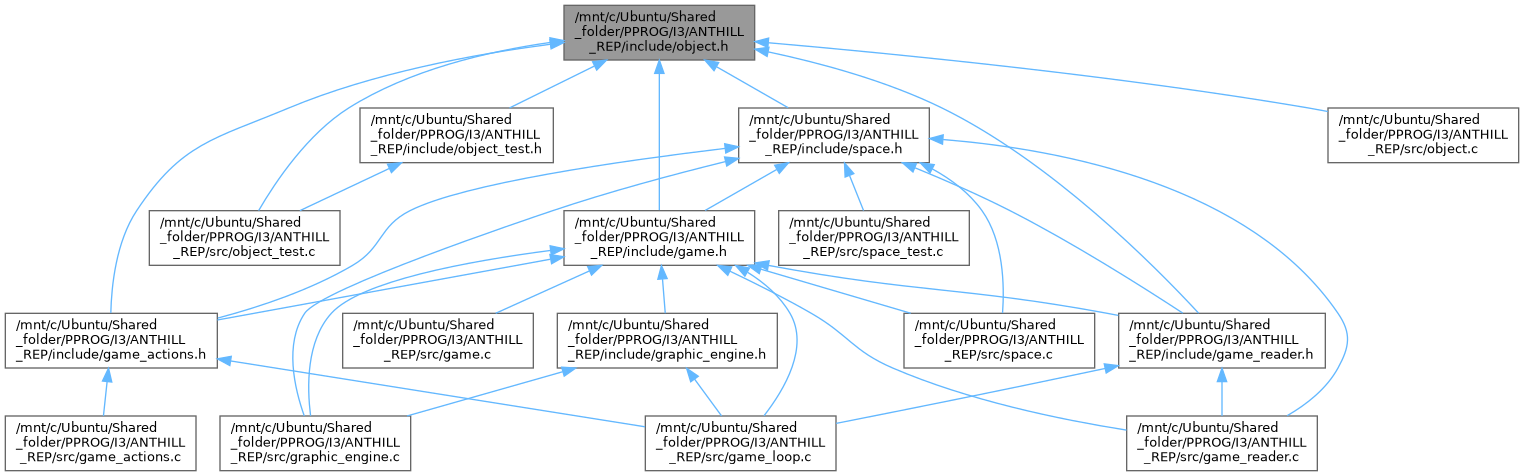 /mnt/c/Ubuntu/Shared
_folder/PPROG/I3/ANTHILL
_REP/include/object.h
/mnt/c/Ubuntu/Shared
_folder/PPROG/I3/ANTHILL
_REP/include/object_test.h
/mnt/c/Ubuntu/Shared
_folder/PPROG/I3/ANTHILL
_REP/include/space.h
/mnt/c/Ubuntu/Shared
_folder/PPROG/I3/ANTHILL
_REP/src/object.c
/mnt/c/Ubuntu/Shared
_folder/PPROG/I3/ANTHILL
_REP/src/object_test.c
/mnt/c/Ubuntu/Shared
_folder/PPROG/I3/ANTHILL
_REP/include/game.h
/mnt/c/Ubuntu/Shared
_folder/PPROG/I3/ANTHILL
_REP/src/space_test.c
/mnt/c/Ubuntu/Shared
_folder/PPROG/I3/ANTHILL
_REP/include/game_actions.h
/mnt/c/Ubuntu/Shared
_folder/PPROG/I3/ANTHILL
_REP/src/game.c
/mnt/c/Ubuntu/Shared
_folder/PPROG/I3/ANTHILL
_REP/include/graphic_engine.h
/mnt/c/Ubuntu/Shared
_folder/PPROG/I3/ANTHILL
_REP/src/space.c
/mnt/c/Ubuntu/Shared
_folder/PPROG/I3/ANTHILL
_REP/include/game_reader.h
/mnt/c/Ubuntu/Shared
_folder/PPROG/I3/ANTHILL
_REP/src/game_actions.c
/mnt/c/Ubuntu/Shared
_folder/PPROG/I3/ANTHILL
_REP/src/graphic_engine.c
/mnt/c/Ubuntu/Shared
_folder/PPROG/I3/ANTHILL
_REP/src/game_loop.c
/mnt/c/Ubuntu/Shared
_folder/PPROG/I3/ANTHILL
_REP/src/game_reader.c